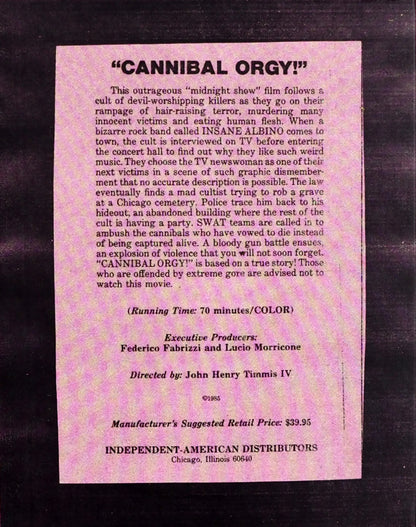 "CANNIBAL ORGY!"
This outrageous "midnight show" film follows a
cult of devil-worshipping killers as they go on their
rampage of hair-raising terror, murdering many
innocent victims and eating human flesh. When a
bizarre rock band called INSANE ALBINO comes to
town, the cult is interviewed on TV before entering
the concert hall to find out why they like such weird
music. They choose the TV newswoman as one of their
next victims in a scene of such graphic dismember-
ment that no accurate description is possible. The law
eventually finds a mad cultist trying to rob a grave
at a Chicago cemetery. Police trace him back to his
hideout, an abandoned building where the rest of the
cult is having a party. SWAT teams are called in to
ambush the cannibals who have vowed to die instead
of being captured alive. A bloody gun battle ensues,
an explosion of violence that you will not soon forget.
"CANNIBAL ORGY!" is based on a true story! Those
who are offended by extreme gore are advised not to
watch this movie.
(Running Time: 70 minutes/COLOR)
Executive Producers:
Federico Fabrizzi and Lucio Morricone
Directed by: John Henry Timmis IV
©1985
Manufacturer's Suggested Retail Price: $39.95
INDEPENDENT-AMERICAN DISTRIBUTORS
Chicago, Illinois 60640